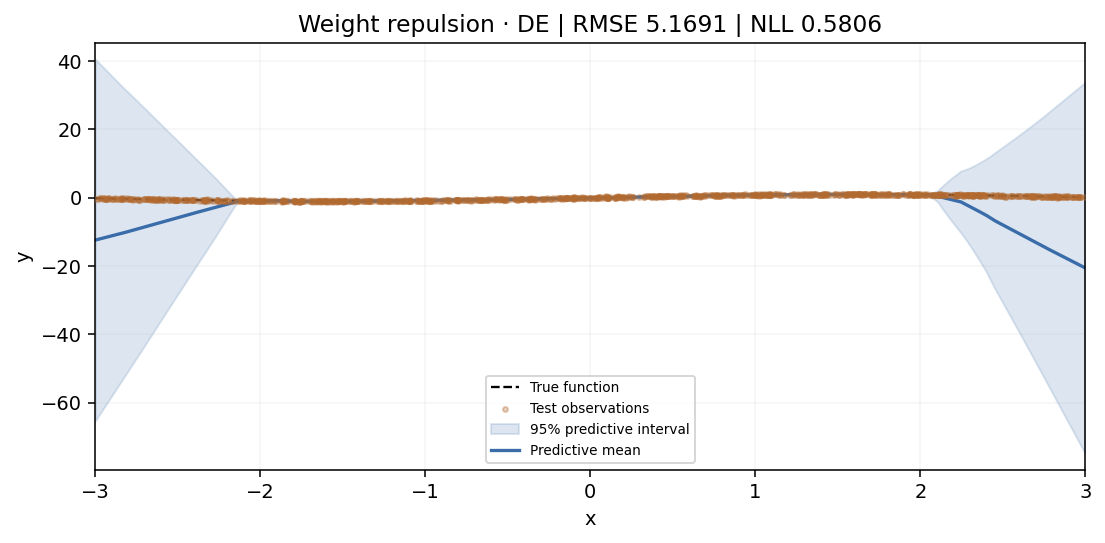 Weight repulsion · DE | RMSE 5.1691 | NLL 0.5806
40
20
0
−20
−40
−60
y
True function
Test observations
95% predictive interval
Predictive mean
−3
−2
−1
0
1
2
3
x